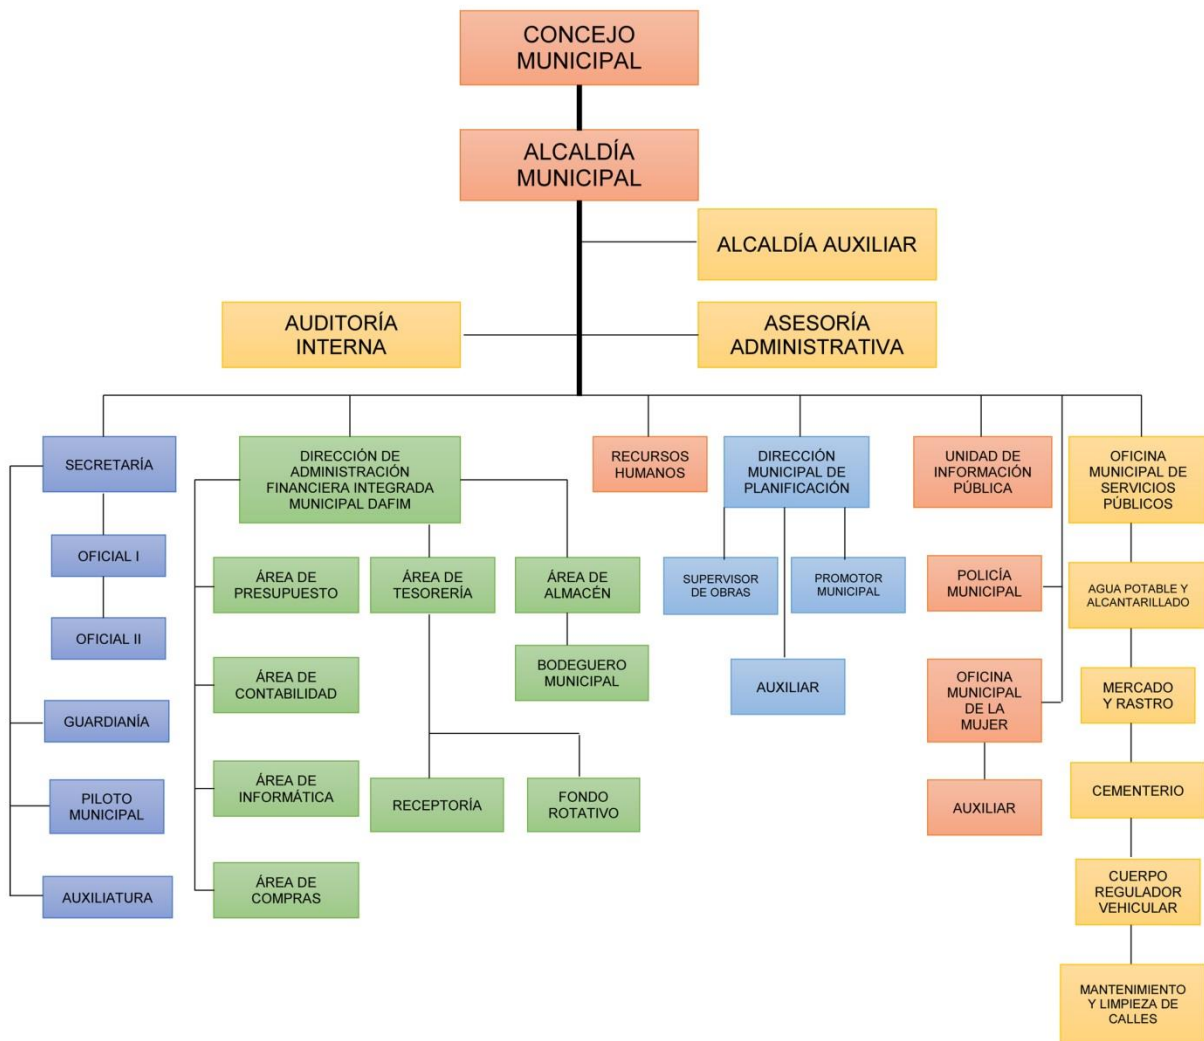 CONCEJO
MUNICIPAL
ALCALDÍA
MUNICIPAL
ALCALDÍA AUXILIAR
AUDITORÍA
INTERNA
ASESORÍA
ADMINISTRATIVA
SECRETARÍA
OFICIAL I
OFICIAL II
GUARDIANÍA
PILOTO
MUNICIPAL
AUXILIATURA
DIRECCIÓN DE
ADMINISTRACIÓN
FINANCIERA INTEGRADA
MUNICIPAL DAFIM
ÁREA DE
PRESUPUESTO
ÁREA DE
CONTABILIDAD
ÁREA DE
INFORMÁTICA
ÁREA DE
COMPRAS
ÁREA DE
TESORERÍA
RECEPTORÍA
FONDO
ROTATIVO
ÁREA DE
ALMACÉN
BODEGUERO
MUNICIPAL
RECURSOS
HUMANOS
DIRECCIÓN
MUNICIPAL DE
PLANIFICACIÓN
SUPERVISOR
DE OBRAS
PROMOTOR
MUNICIPAL
AUXILIAR
UNIDAD DE
INFORMACIÓN
PÚBLICA
POLICÍA
MUNICIPAL
OFICINA
MUNICIPAL
DE LA
MUJER
AUXILIAR
OFICINA
MUNICIPAL DE
SERVICIOS
PÚBLICOS
AGUA POTABLE Y
ALCANTARILLADO
MERCADO
Y RASTRO
CEMENTERIO
CUERPO
REGULADOR
VEHICULAR
MANTENIMIENTO
Y LIMPIEZA DE
CALLES